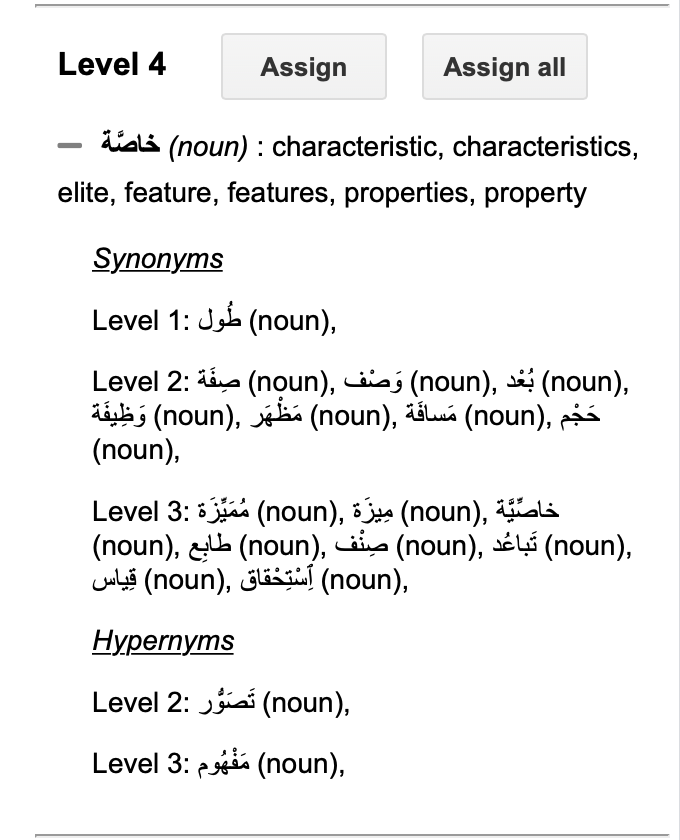 Level 4 Assign Assign all
– خاصَّة (noun) : characteristic, characteristics,
elite, feature, features, properties, property
Synonyms
Level 1: طُول (noun),
Level 2: صِفَة (noun), وَصْف (noun), بُعْد (noun),
وَظِيفَة (noun), مَظْهَر (noun), مَسافَة (noun), حَجْم
(noun),
Level 3: مُمَيِّزَة (noun), مِيزَة (noun), خاصِّيَّة
(noun), طابِع (noun), صِنْف (noun), تَباعُد (noun),
قِياس (noun), ٱِسْتِحْقاق (noun),
Hypernyms
Level 2: تَصَوُّر (noun),
Level 3: مَفْهُوم (noun),